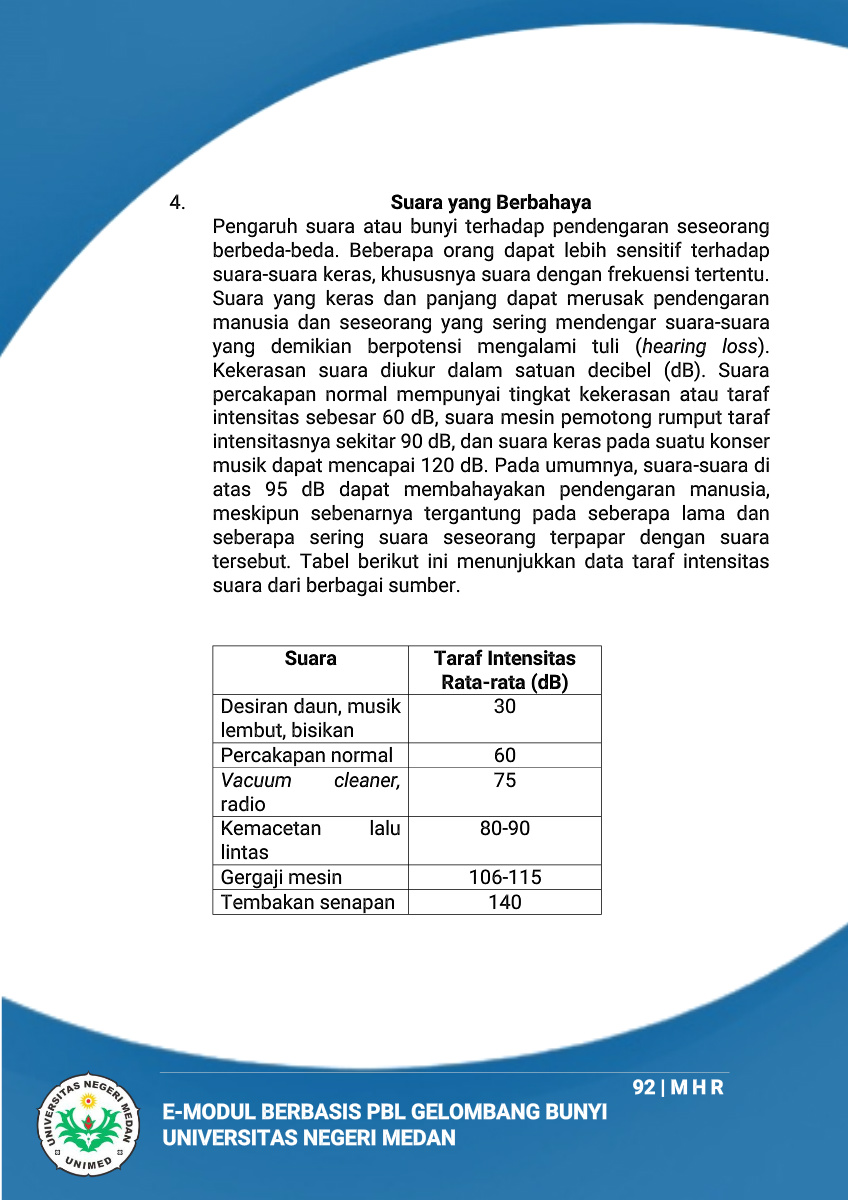 4. Suara yang Berbahaya
Pengaruh suara atau bunyi terhadap pendengaran seseorang
berbeda-beda. Beberapa orang dapat lebih sensitif terhadap
suara-suara keras, khususnya suara dengan frekuensi tertentu.
Suara yang keras dan panjang dapat merusak pendengaran
manusia dan seseorang yang sering mendengar suara-suara
yang demikian berpotensi mengalami tuli (hearing loss).
Kekerasan suara diukur dalam satuan decibel (dB). Suara
percakapan normal mempunyai tingkat kekerasan atau taraf
intensitas sebesar 60 dB, suara mesin pemotong rumput taraf
intensitasnya sekitar 90 dB, dan suara keras pada suatu konser
musik dapat mencapai 120 dB. Pada umumnya, suara-suara di
atas 95 dB dapat membahayakan pendengaran manusia,
meskipun sebenarnya tergantung pada seberapa lama dan
seberapa sering suara seseorang terpapar dengan suara
tersebut. Tabel berikut ini menunjukkan data taraf intensitas
suara dari berbagai sumber.
Suara Taraf Intensitas
Rata-rata (dB)
Desiran daun, musik 30
lembut, bisikan
Percakapan normal 60
Vacuum cleaner, 75
radio
Kemacetan lalu 80-90
lintas
Gergaji mesin 106-115
Tembakan senapan 140
92 | M H R
E-MODUL BERBASIS PBL GELOMBANG BUNYI
UNIVERSITAS NEGERI MEDAN
UNIVERSITAS NEGERI MEDAN
UNIMED